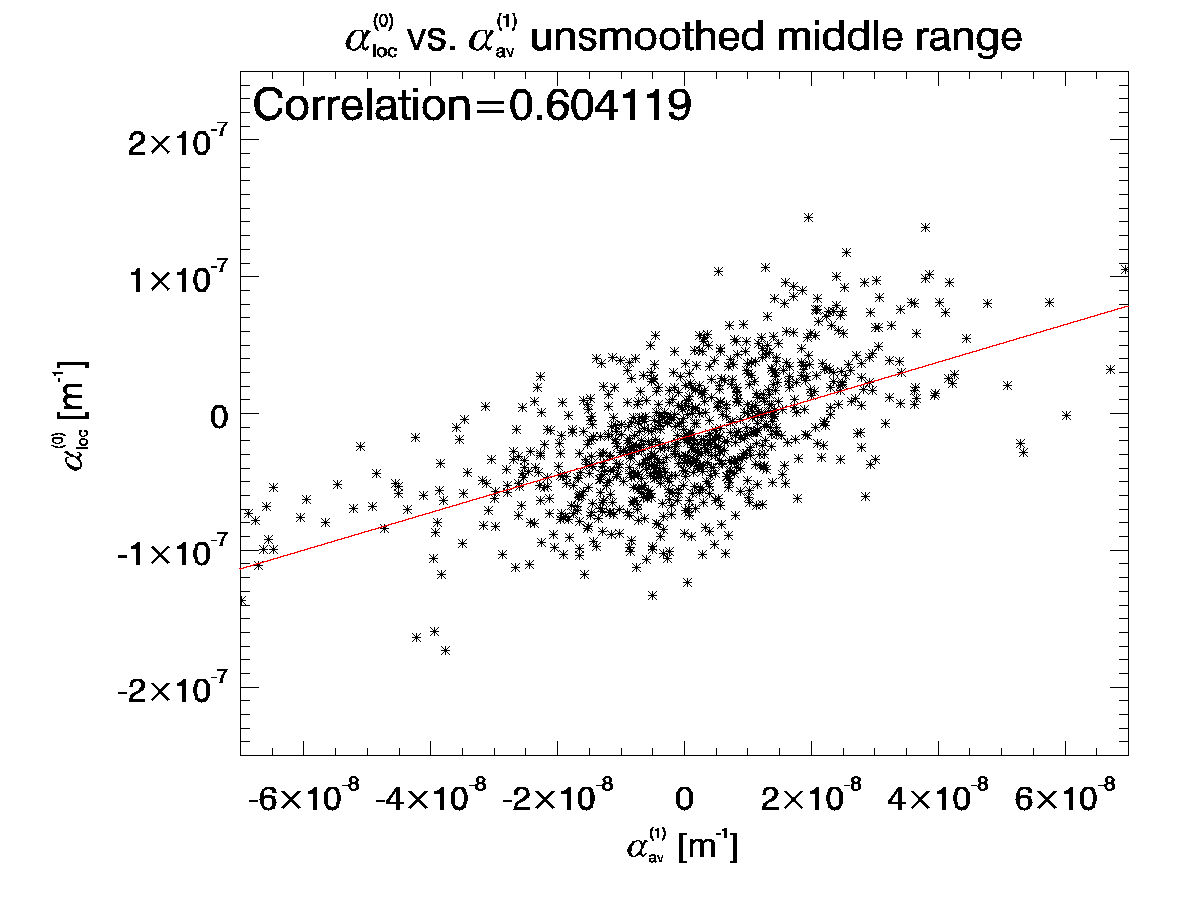 α_loc^(0) vs. α_av^(1) unsmoothed middle range
Correlation=0.604119
2×10^-7
1×10^-7
0
-1×10^-7
-2×10^-7
α_loc^(0) [m^-1]
-6×10^-8 -4×10^-8 -2×10^-8 0 2×10^-8 4×10^-8 6×10^-8
α_av^(1) [m^-1]